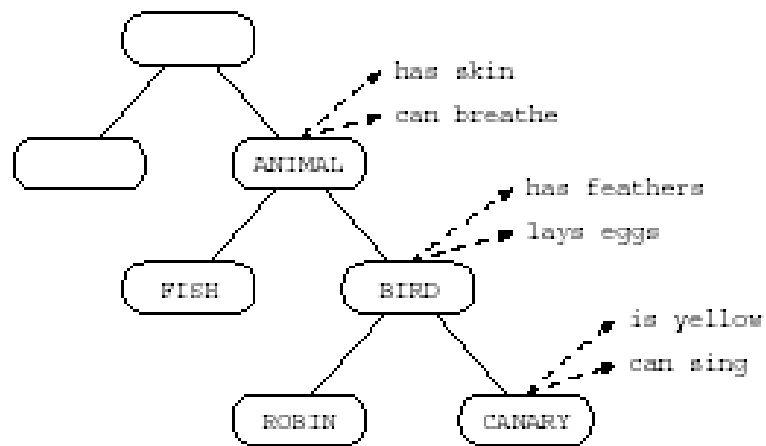 has skin
can breathe
ANIMAL
has feathers
lays eggs
FISH
BIRD
is yellow
can sing
ROBIN
CANARY